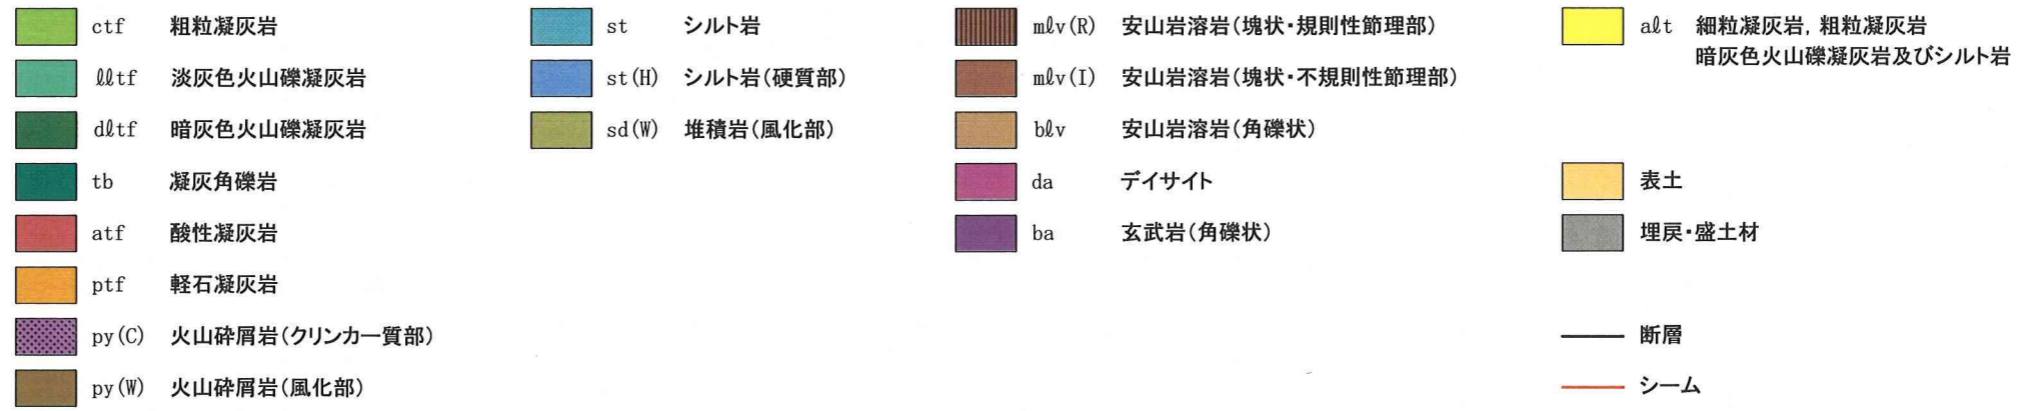 ctf 粗粒凝灰岩
ℓℓtf 淡灰色火山礫凝灰岩
dℓtf 暗灰色火山礫凝灰岩
tb 凝灰角礫岩
atf 酸性凝灰岩
ptf 軽石凝灰岩
py(C) 火山砕屑岩(クリンカー質部)
py(W) 火山砕屑岩(風化部)
st シルト岩
st(H) シルト岩(硬質部)
sd(W) 堆積岩(風化部)
mℓv(R) 安山岩溶岩(塊状・規則性節理部)
mℓv(I) 安山岩溶岩(塊状・不規則性節理部)
bℓv 安山岩溶岩(角礫状)
da デイサイト
ba 玄武岩(角礫状)
aℓt 細粒凝灰岩, 粗粒凝灰岩
暗灰色火山礫凝灰岩及びシルト岩
表土
埋戻・盛土材
断層
シーム